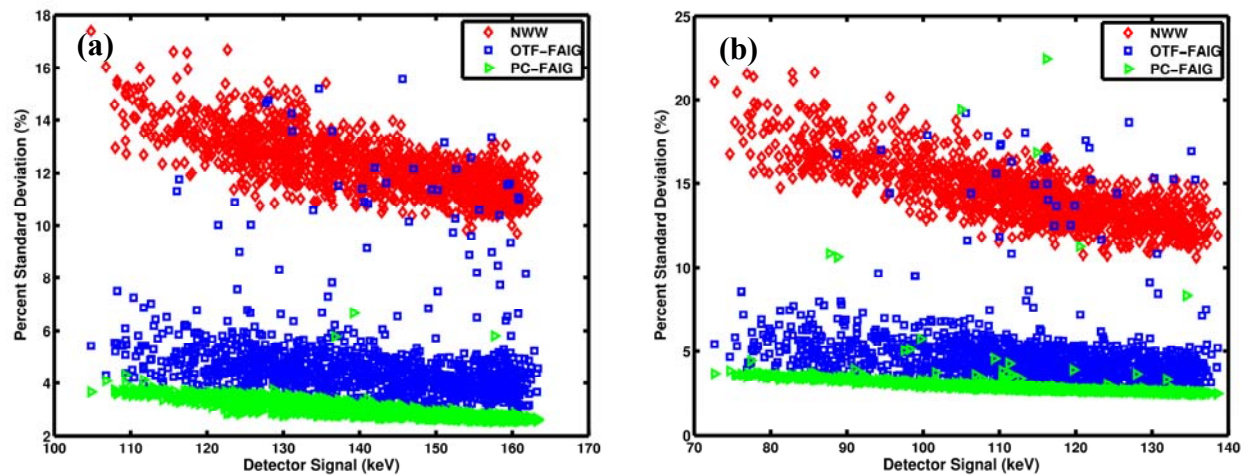 (a)
NWW
OTF-FAIG
PC-FAIG
Percent Standard Deviation (%)
18
16
14
12
10
8
6
4
2
100 110 120 130 140 150 160 170
Detector Signal (keV)
(b)
NWW
OTF-FAIG
PC-FAIG
Percent Standard Deviation (%)
25
20
15
10
5
0
70 80 90 100 110 120 130 140
Detector Signal (keV)